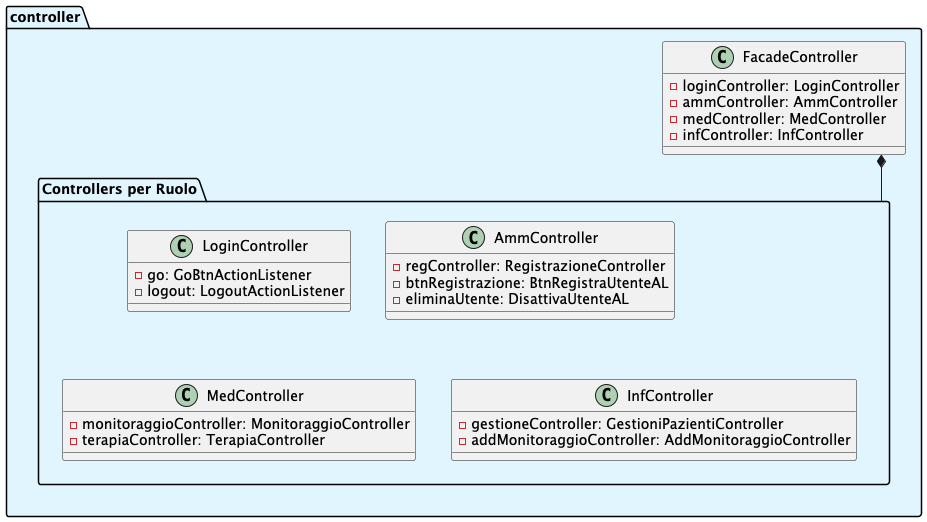 controller
C FacadeController
loginController: LoginController
ammController: AmmController
medController: MedController
infController: InfController
Controllers per Ruolo
C LoginController
go: GoBtnActionListener
logout: LogoutActionListener
C AmmController
regController: RegistrazioneController
btnRegistrazione: BtnRegistraUtenteAL
eliminaUtente: DisattivaUtenteAL
C MedController
monitoraggioController: MonitoraggioController
terapiaController: TerapiaController
C InfController
gestioneController: GestioniPazientiController
addMonitoraggioController: AddMonitoraggioController